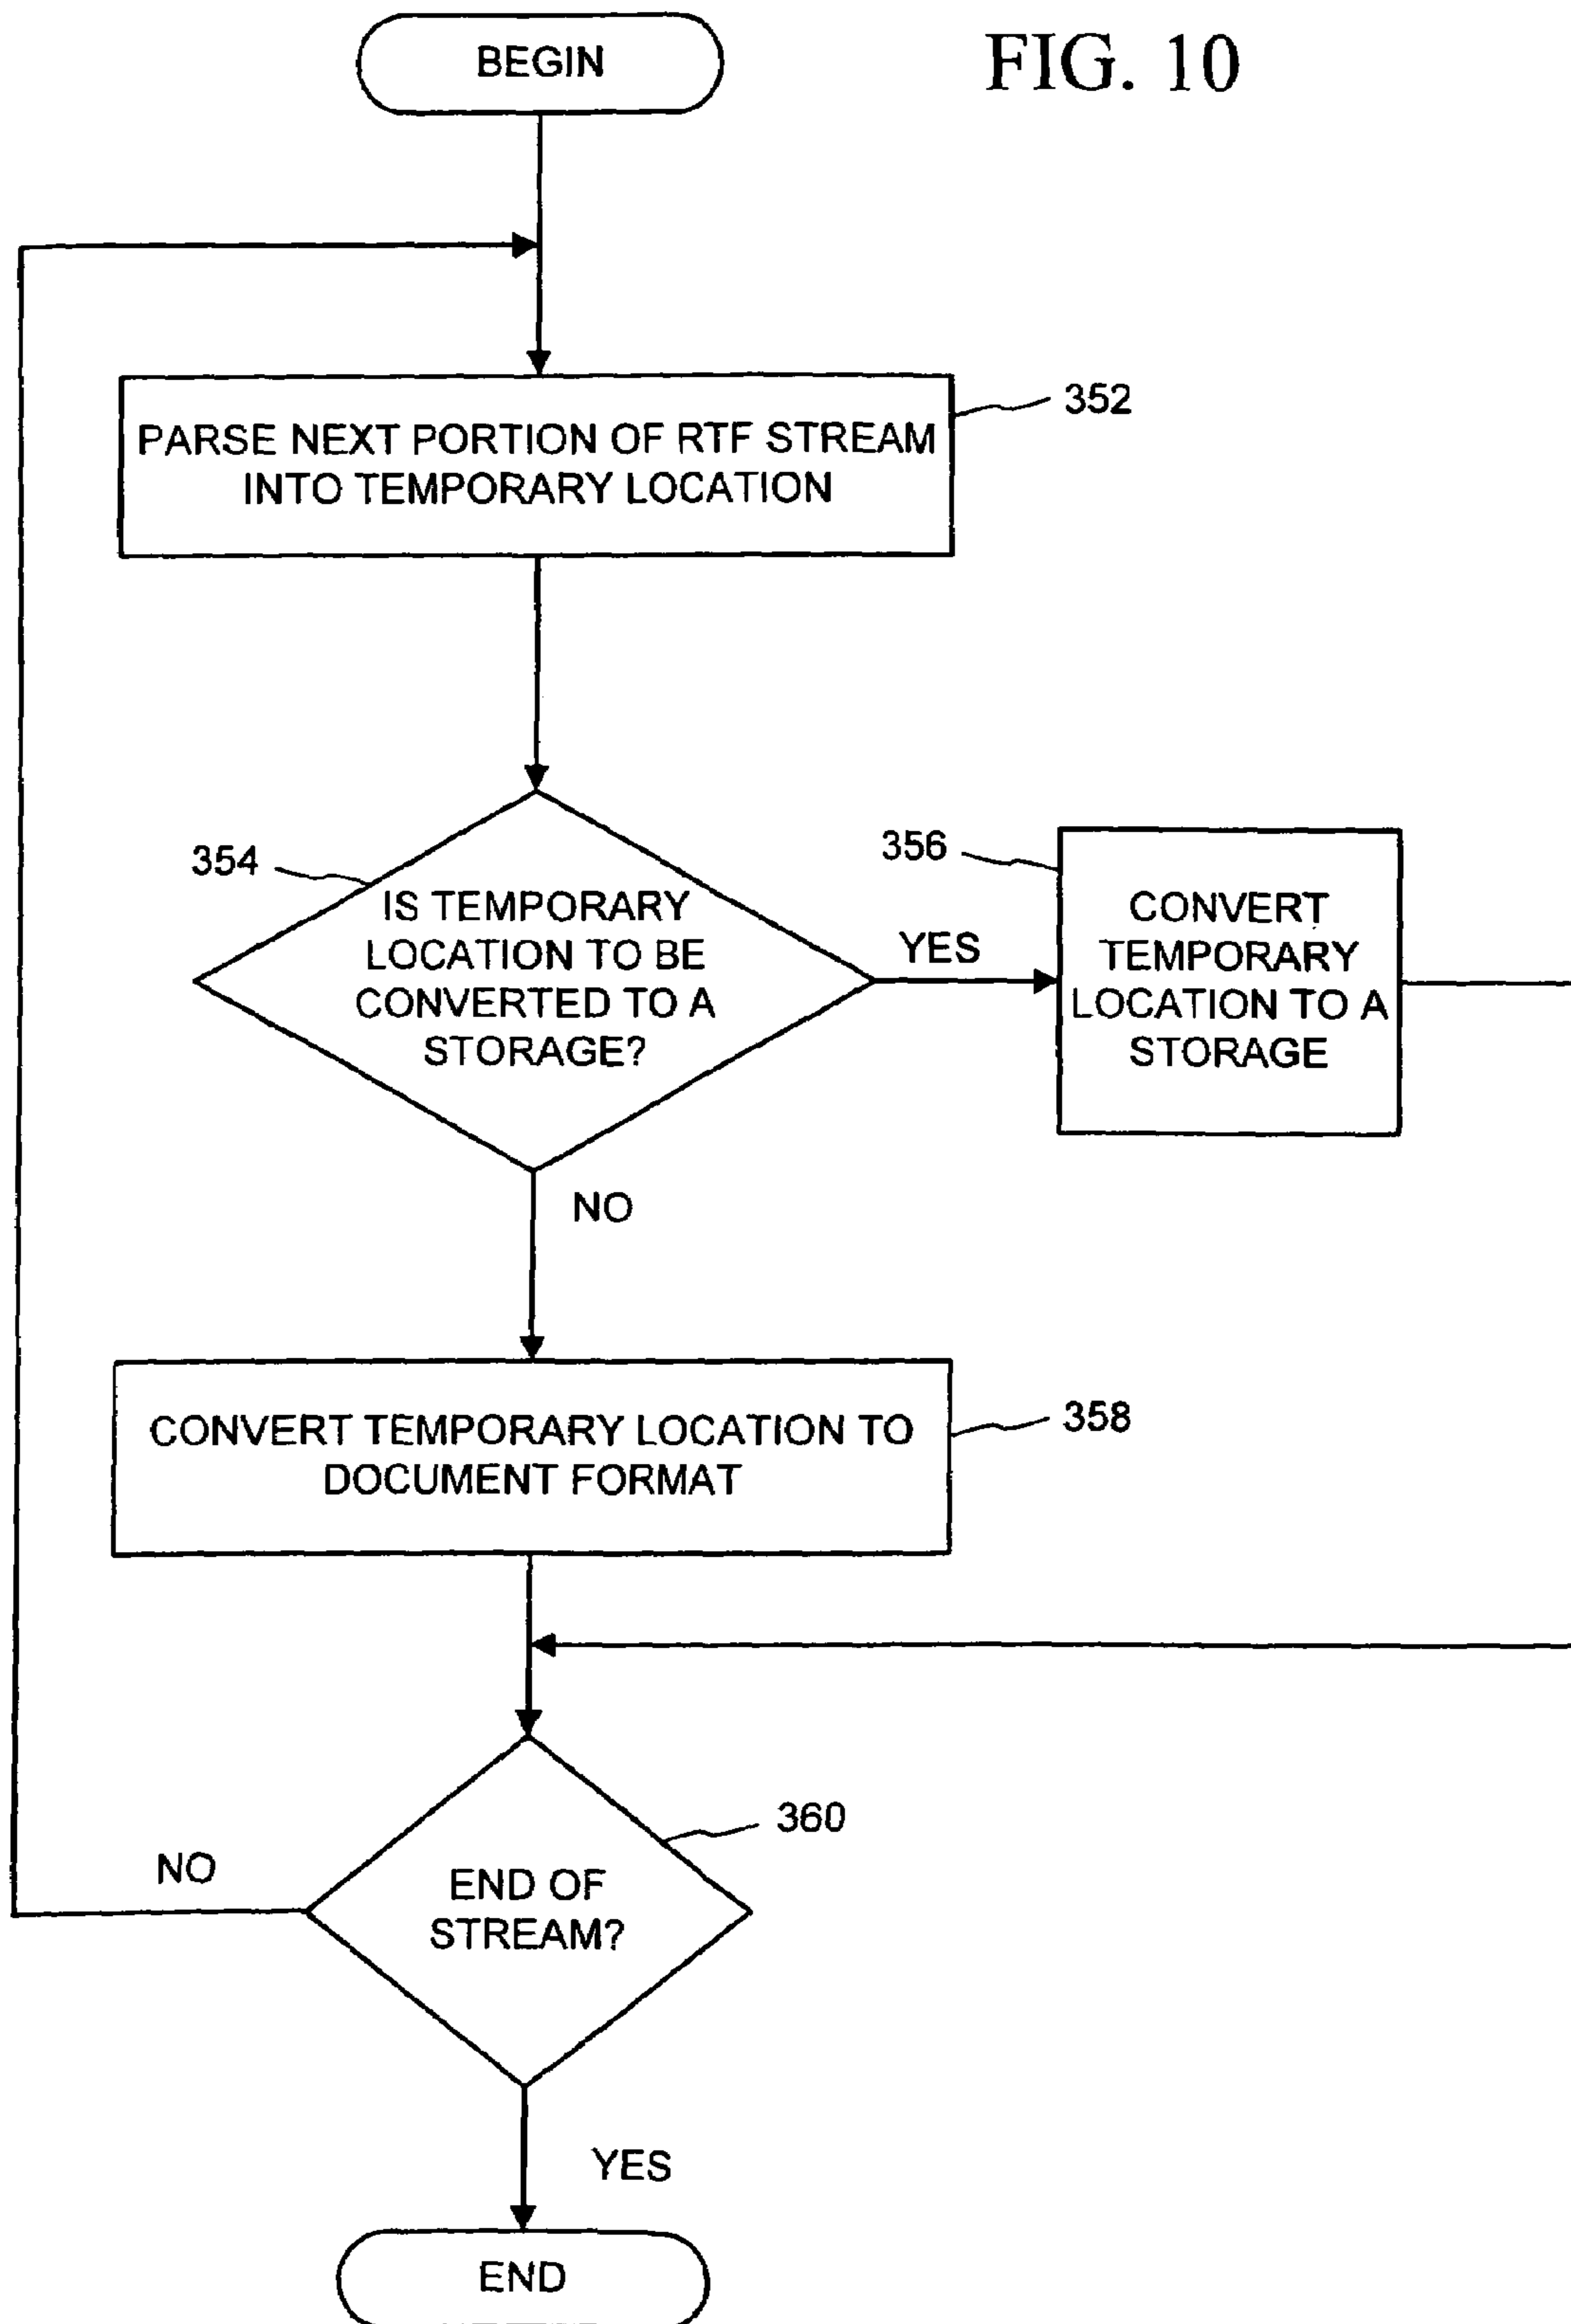 BEGIN
FIG. 10
352
PARSE NEXT PORTION OF RTF STREAM
INTO TEMPORARY LOCATION
354
IS TEMPORARY
LOCATION TO BE
CONVERTED TO A
STORAGE?
YES
356
CONVERT
TEMPORARY
LOCATION TO A
STORAGE
NO
358
CONVERT TEMPORARY LOCATION TO
DOCUMENT FORMAT
360
END OF
STREAM?
NO
YES
END